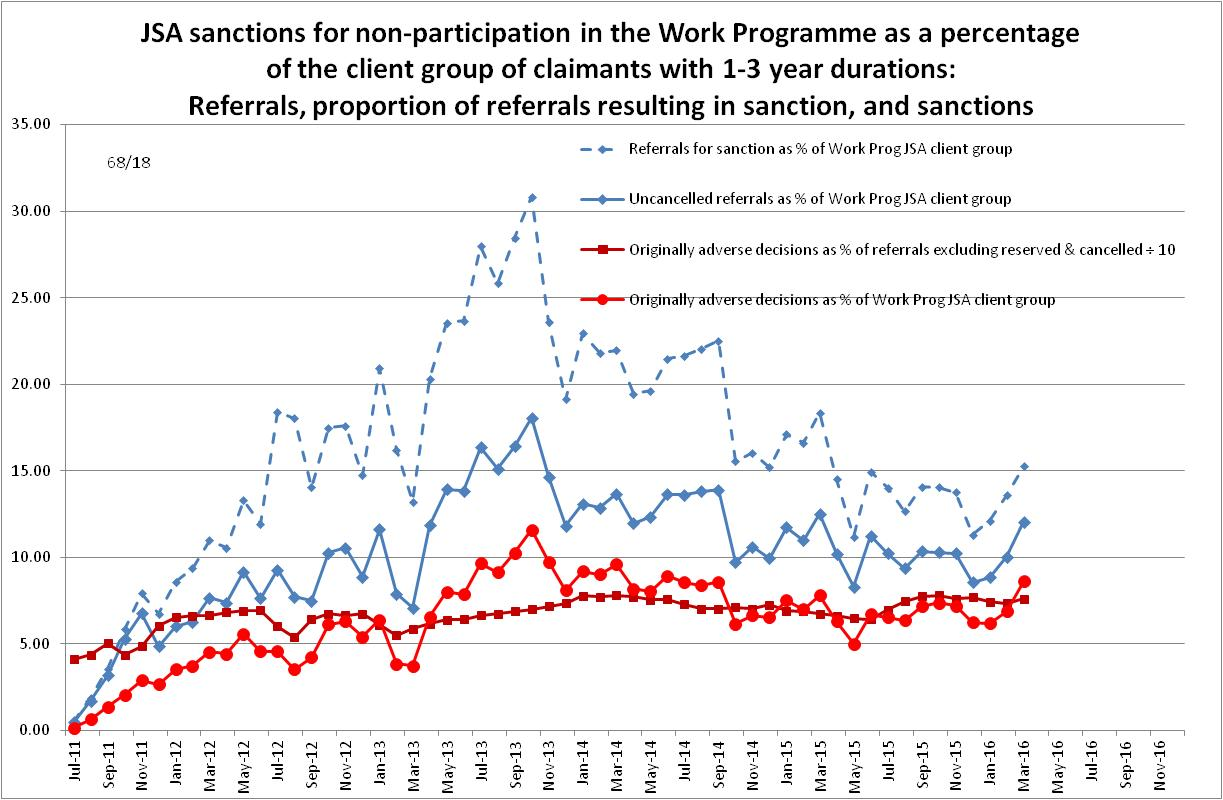 JSA sanctions for non-participation in the Work Programme as a percentage
of the client group of claimants with 1-3 year durations:
Referrals, proportion of referrals resulting in sanction, and sanctions
35.00
30.00
25.00
20.00
15.00
10.00
5.00
0.00
68/18
Referrals for sanction as % of Work Prog JSA client group
Uncancelled referrals as % of Work Prog JSA client group
Originally adverse decisions as % of referrals excluding reserved & cancelled ÷ 10
Originally adverse decisions as % of Work Prog JSA client group
Jul-11
Sep-11
Nov-11
Jan-12
Mar-12
May-12
Jul-12
Sep-12
Nov-12
Jan-13
Mar-13
May-13
Jul-13
Sep-13
Nov-13
Jan-14
Mar-14
May-14
Jul-14
Sep-14
Nov-14
Jan-15
Mar-15
May-15
Jul-15
Sep-15
Nov-15
Jan-16
Mar-16
May-16
Jul-16
Sep-16
Nov-16